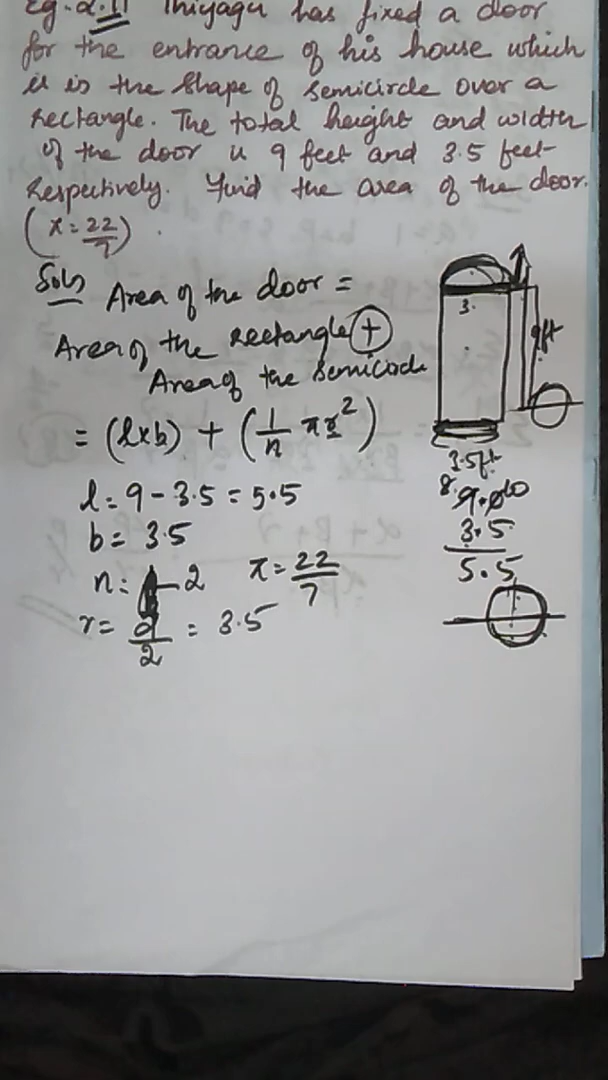 Eg. 2.11 Thiyagu has fixed a door
for the entrance of his house which
it is the shape of semicircle over a
rectangle. The total height and width
of the door is 9 feet and 3.5 feet
respectively. Find the area of the door.
(π = 22/7).
Soln Area of the door =
Area of the rectangle +
Area of the semicircle
= (l×b) + (1/n πr²)
l = 9 - 3.5 = 5.5
b = 3.5
n = 2 π = 22/7
r = d/2 = 3.5
3.
9ft
3.5ft
8 9.0 10
3.5
5.5